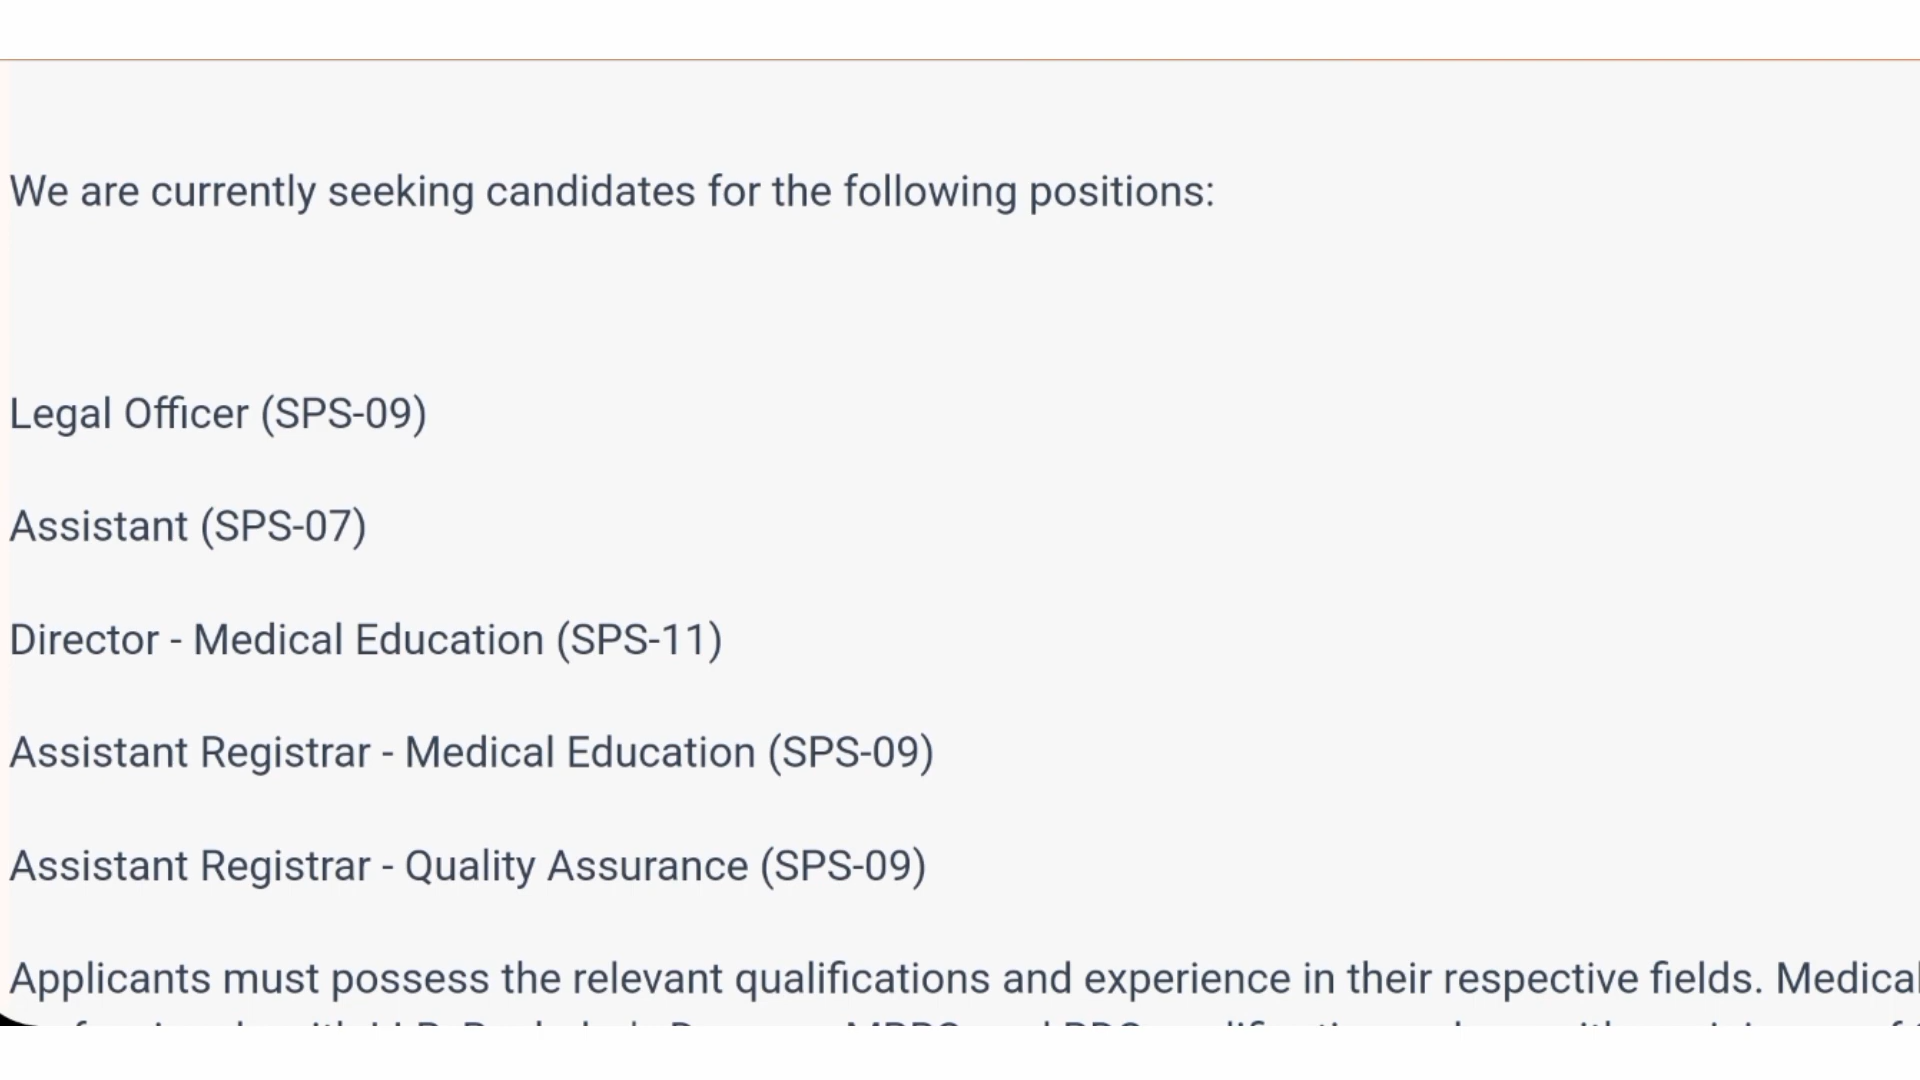 We are currently seeking candidates for the following positions:
Legal Officer (SPS-09)
Assistant (SPS-07)
Director - Medical Education (SPS-11)
Assistant Registrar - Medical Education (SPS-09)
Assistant Registrar - Quality Assurance (SPS-09)
Applicants must possess the relevant qualifications and experience in their respective fields. Medical